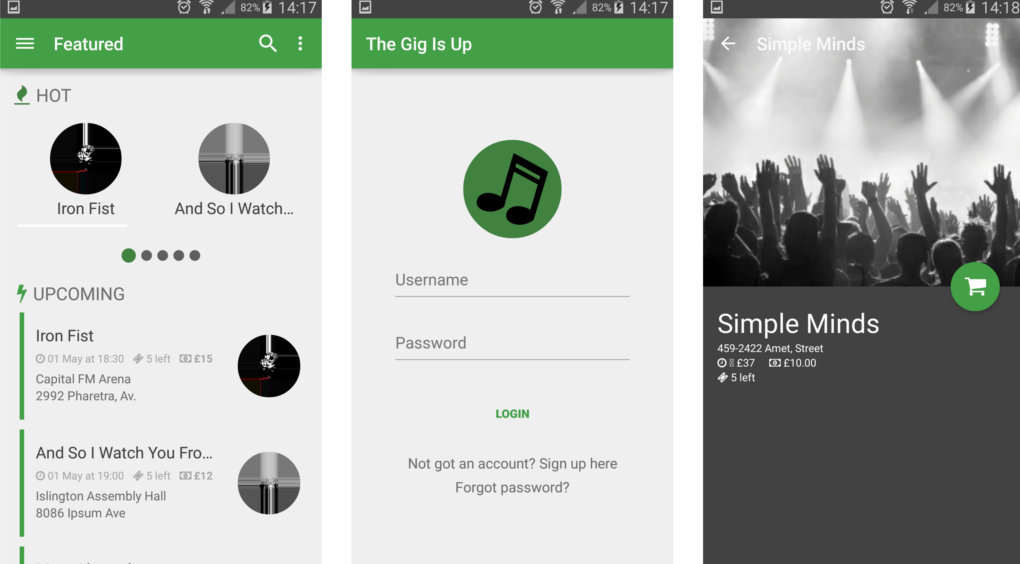 82% 14:17
Featured
HOT
Iron Fist
And So I Watch...
UPCOMING
Iron Fist
01 May at 18:30 5 left £15
Capital FM Arena
2992 Pharetra, Av.
And So I Watch You Fro...
01 May at 19:00 5 left £12
Islington Assembly Hall
8086 Ipsum Ave
82% 14:17
The Gig Is Up
Username
Password
LOGIN
Not got an account? Sign up here
Forgot password?
82% 14:18
Simple Minds
Simple Minds
459-2422 Amet, Street
£37 £10.00
5 left